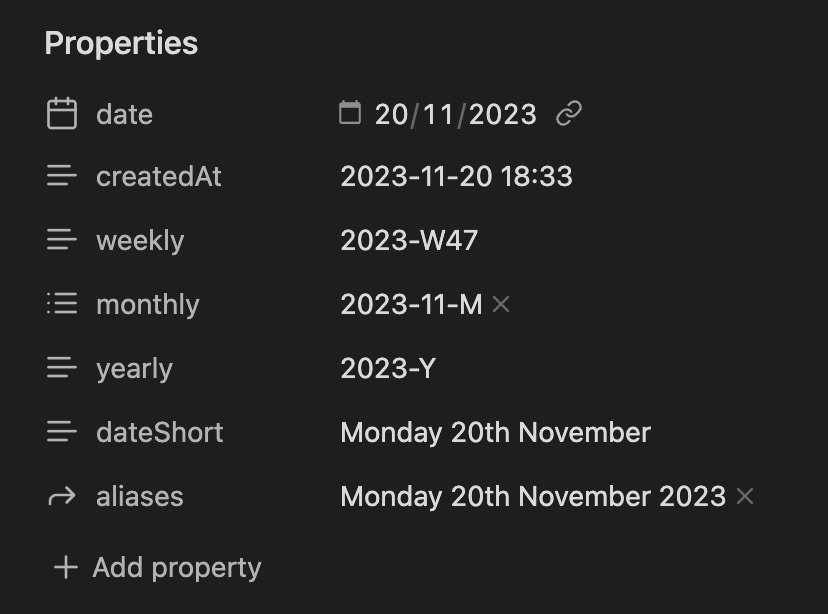 Properties
date 20/11/2023
createdAt 2023-11-20 18:33
weekly 2023-W47
monthly 2023-11-M
yearly 2023-Y
dateShort Monday 20th November
aliases Monday 20th November 2023
Add property